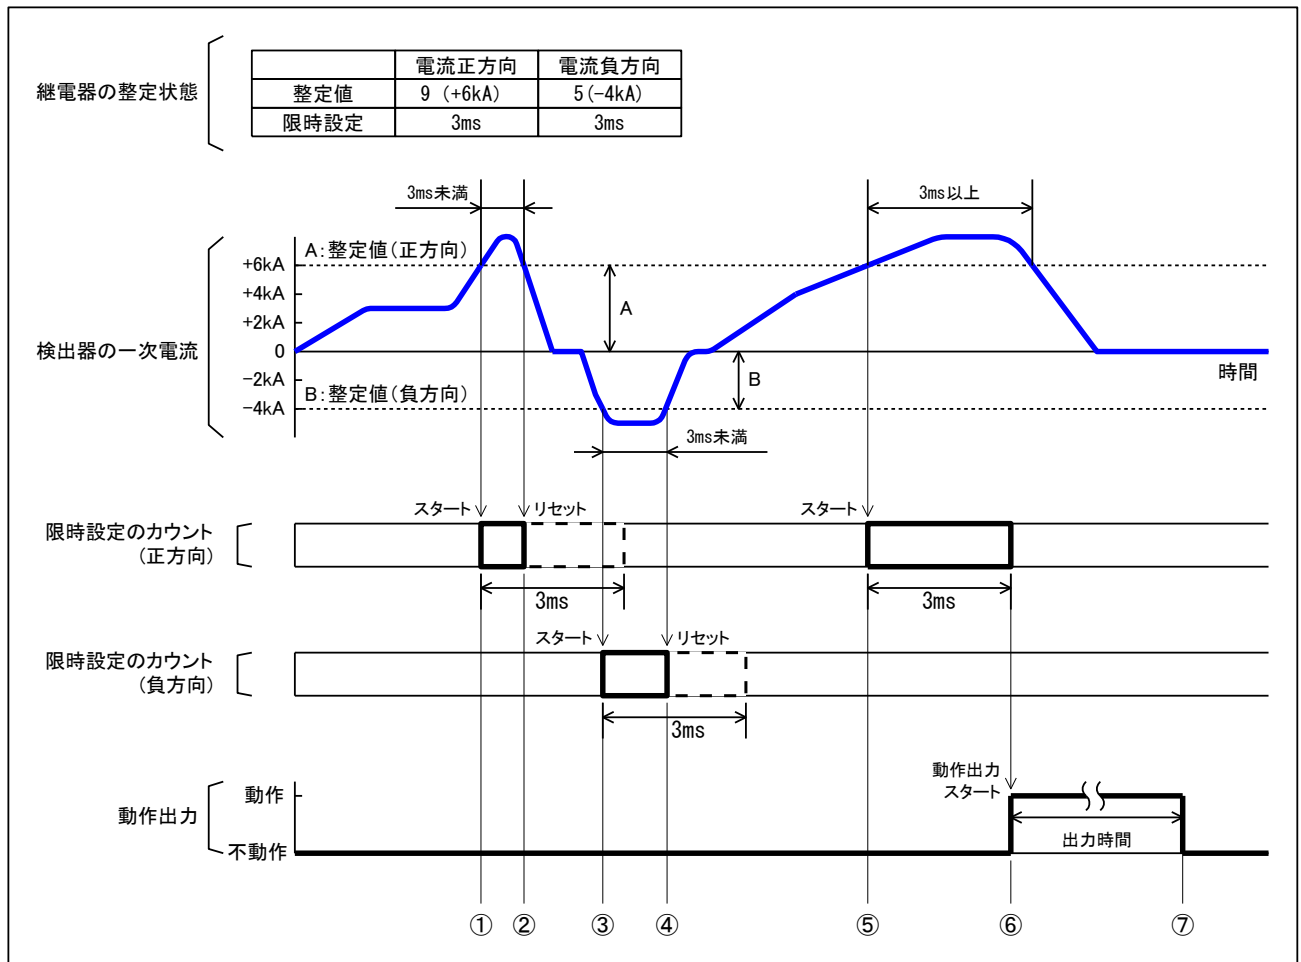 継電器の整定状態
電流正方向 電流負方向
整定値 9 (+6kA) 5(-4kA)
限時設定 3ms 3ms
3ms未満 3ms以上
検出器の一次電流
A:整定値(正方向)
+6kA
+4kA
A
+2kA
0
時間
-2kA
B
B:整定値(負方向)
-4kA
3ms未満
限時設定のカウント
(正方向)
スタート リセット スタート
3ms 3ms
限時設定のカウント
(負方向)
スタート リセット
3ms
動作出力
動作
不動作
動作出力
スタート
出力時間
① ② ③ ④ ⑤ ⑥ ⑦